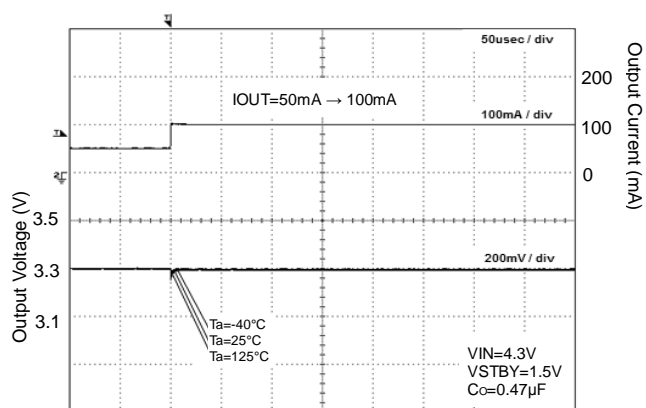 50usec / div
200
IOUT=50mA → 100mA
100mA / div
100
0
Output Current (mA)
Output Voltage (V)
3.5
200mV / div
3.3
3.1
Ta=-40°C
Ta=25°C
Ta=125°C
VIN=4.3V
VSTBY=1.5V
Co=0.47μF